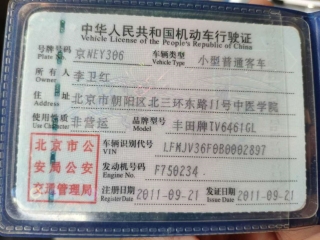 中华人民共和国机动车行驶证
Vehicle License of the People's Republic of China
号牌号码 京NEY306 车辆类型 小型普通客车
Plate No. Vehicle Type
所有人 李卫红
Owner
住址 北京市朝阳区北三环东路11号中医学院
Address
使用性质 非营运 品牌型号 丰田牌TV6461GL
Use Character Model
北京市公
安局公安
交通管理局
车辆识别代号 LFMJV36F0B0002897
VIN
发动机号码 F750234
Engine No.
注册日期 2011-09-21 发证日期 2011-09-21
Register Date Issue Date